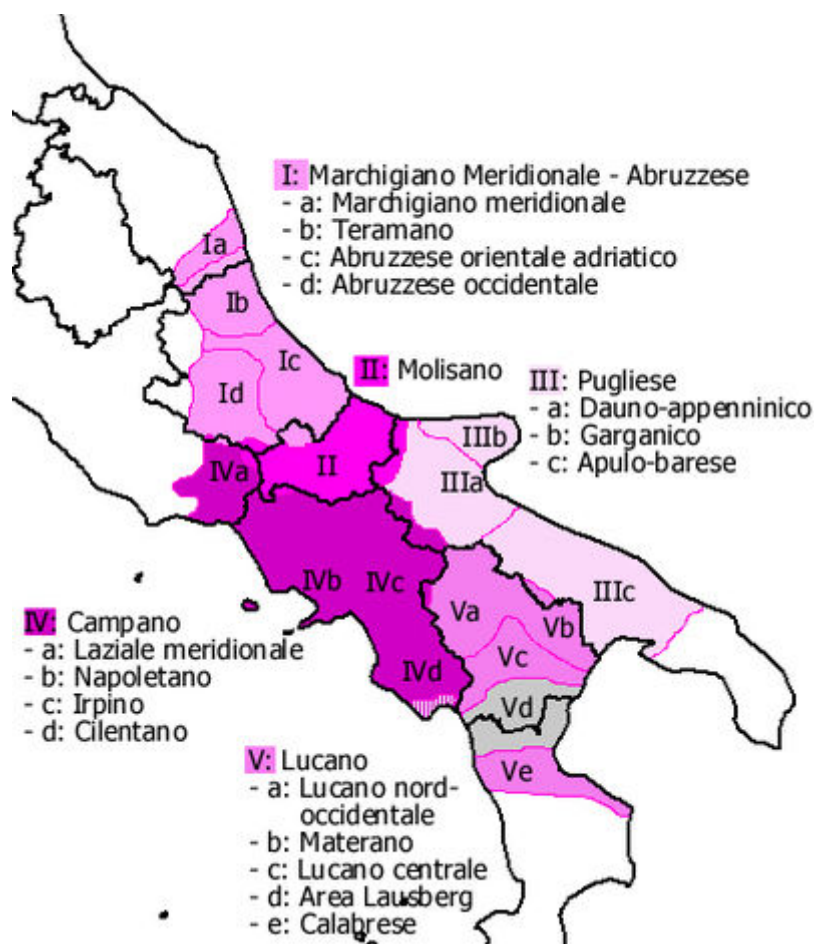 I: Marchigiano Meridionale - Abruzzese
- a: Marchigiano meridionale
- b: Teramano
- c: Abruzzese orientale adriatico
- d: Abruzzese occidentale
Ia
Ib
Ic
Id
II: Molisano
III: Pugliese
- a: Dauno-appenninico
- b: Garganico
- c: Apulo-barese
IIIb
IVa
II
IIIa
IVb
IVc
Va
Vb
IIIc
Vc
IVd
Vd
Ve
IV: Campano
- a: Laziale meridionale
- b: Napoletano
- c: Irpino
- d: Cilentano
V: Lucano
- a: Lucano nord-
occidentale
- b: Materano
- c: Lucano centrale
- d: Area Lausberg
- e: Calabrese